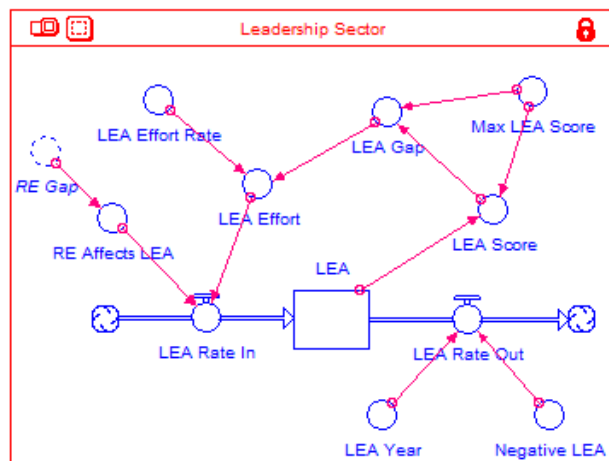 Leadership Sector
LEA Effort Rate
LEA Gap
Max LEA Score
RE Gap
LEA Effort
RE Affects LEA
LEA Score
LEA
LEA Rate In
LEA Rate Out
LEA Year
Negative LEA